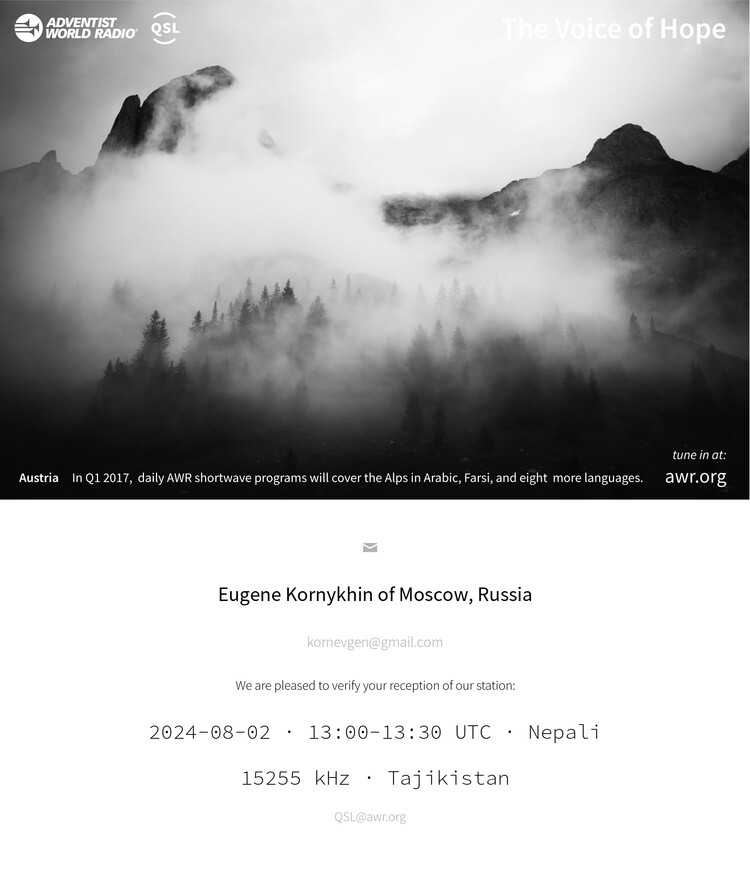 ADVENTIST
WORLD RADIO®
QSL
The Voice of Hope
tune in at:
Austria In Q1 2017, daily AWR shortwave programs will cover the Alps in Arabic, Farsi, and eight more languages.
awr.org
Eugene Kornykhin of Moscow, Russia
kornevgen@gmail.com
We are pleased to verify your reception of our station:
2024-08-02 · 13:00-13:30 UTC · Nepali
15255 kHz · Tajikistan
QSL@awr.org